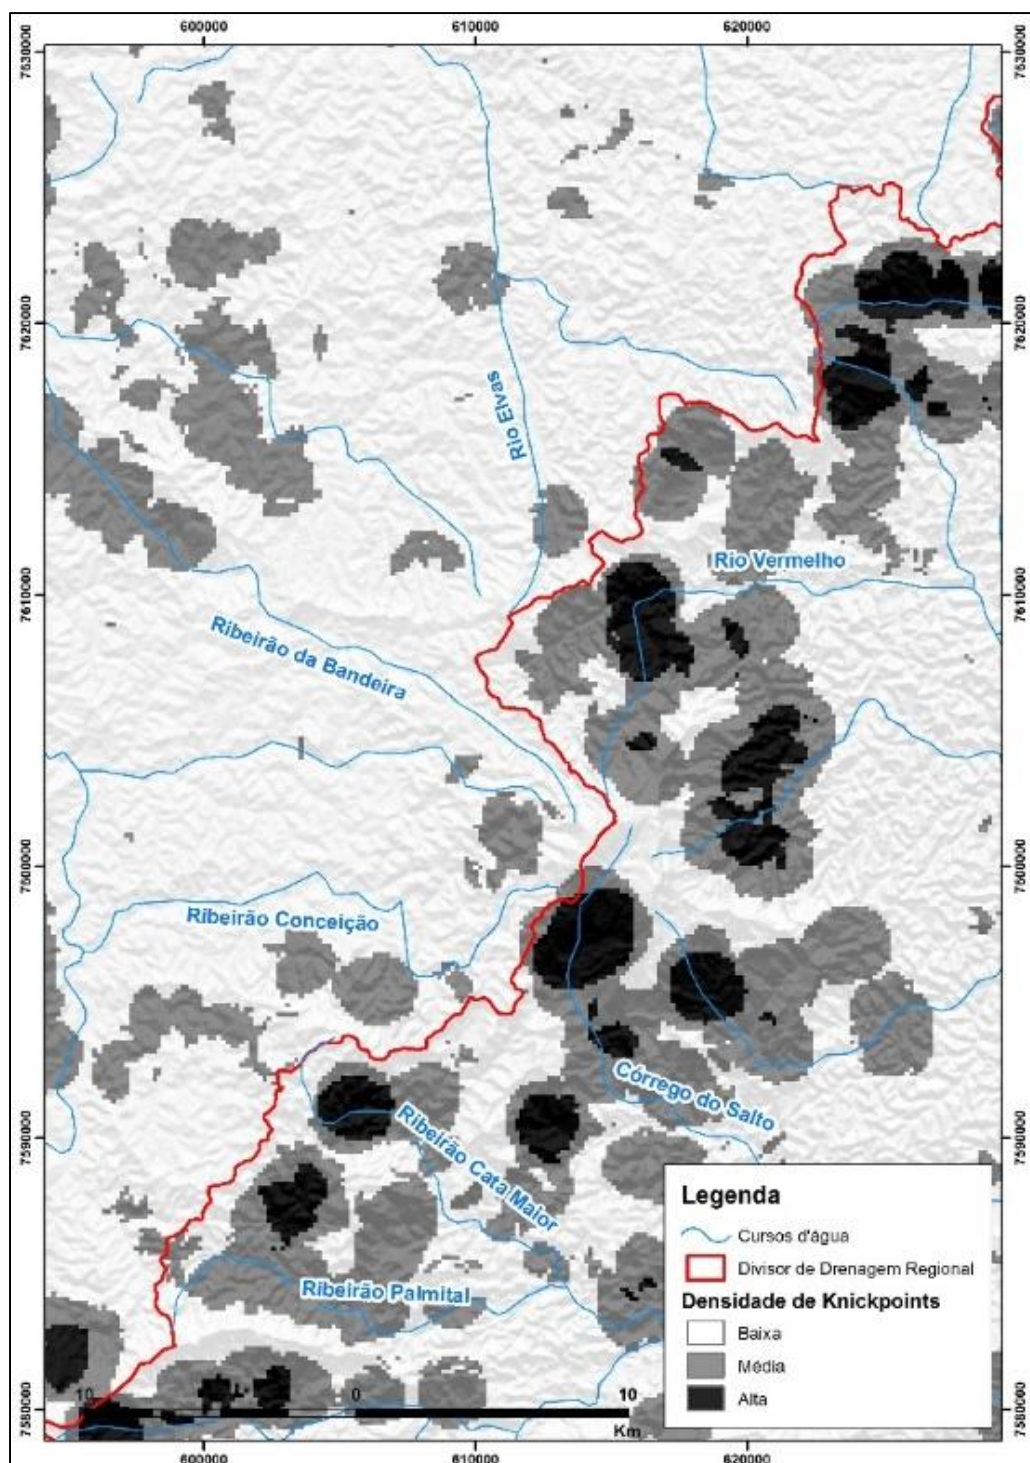 600000 610000 620000
7630000 7630000
7620000 7620000
Rio Elvas
Rio Vermelho
7610000 7610000
Ribeirão da Bandeira
7600000 7600000
Ribeirão Conceição
Córrego do Salto
Ribeirão Cata Maior
7590000 7590000
Ribeirão Palmital
Legenda
Cursos d'água
Divisor de Drenagem Regional
Densidade de Knickpoints
Baixa
Média
Alta
10 0 10
Km
7580000 7580000
600000 610000 620000